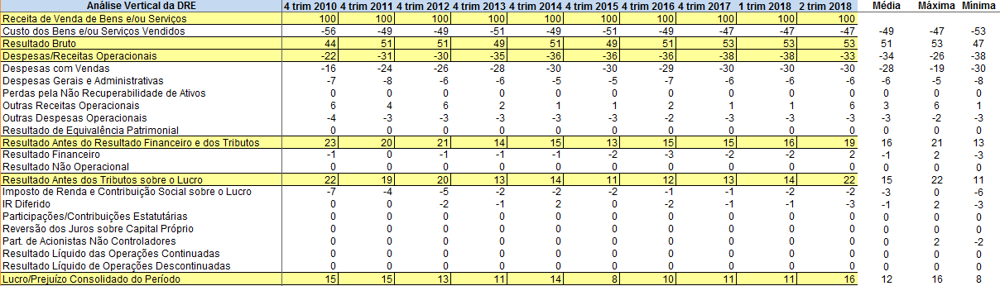 Análise Vertical da DRE 4 trim 2010 4 trim 2011 4 trim 2012 4 trim 2013 4 trim 2014 4 trim 2015 4 trim 2016 4 trim 2017 1 trim 2018 2 trim 2018 Média Máxima Mínima
Receita de Venda de Bens e/ou Serviços 100 100 100 100 100 100 100 100 100 100
Custo dos Bens e/ou Serviços Vendidos -56 -49 -49 -51 -49 -51 -49 -47 -47 -47 -49 -47 -53
Resultado Bruto 44 51 51 49 51 49 51 53 53 53 51 53 47
Despesas/Receitas Operacionais -22 -31 -30 -35 -36 -36 -36 -38 -38 -33 -34 -26 -38
Despesas com Vendas -16 -24 -26 -28 -30 -30 -29 -30 -30 -30 -28 -19 -30
Despesas Gerais e Administrativas -7 -8 -6 -6 -5 -5 -7 -6 -6 -6 -6 -5 -8
Perdas pela Não Recuperabilidade de Ativos 0 0 0 0 0 0 0 0 0 0 0 0 0
Outras Receitas Operacionais 6 4 6 2 1 1 2 1 1 6 3 6 1
Outras Despesas Operacionais -4 -3 -3 -3 -3 -3 -2 -3 -3 -3 -3 -2 -3
Resultado de Equivalência Patrimonial 0 0 0 0 0 0 0 0 0 0 0 0 0
Resultado Antes do Resultado Financeiro e dos Tributos 23 20 21 14 15 13 15 15 16 19 16 21 13
Resultado Financeiro -1 0 -1 -1 -1 -2 -3 -2 -2 2 -1 2 -3
Resultado Não Operacional 0 0 0 0 0 0 0 0 0 0 0 0 0
Resultado Antes dos Tributos sobre o Lucro 22 19 20 13 14 11 12 13 14 22 15 22 11
Imposto de Renda e Contribuição Social sobre o Lucro -7 -4 -5 -2 -2 -2 -1 -1 -2 -2 -3 0 -6
IR Diferido 0 0 -2 -1 2 0 -2 -1 -1 -3 -1 2 -3
Participações/Contribuições Estatutárias 0 0 0 0 0 0 0 0 0 0 0 0 0
Reversão dos Juros sobre Capital Próprio 0 0 0 0 0 0 0 0 0 0 0 0 0
Part. de Acionistas Não Controladores 0 0 0 0 0 0 0 0 0 0 0 2 -2
Resultado Líquido das Operações Continuadas 0 0 0 0 0 0 0 0 0 0 0 0 0
Resultado Líquido de Operações Descontinuadas 0 0 0 0 0 0 0 0 0 0 0 0 0
Lucro/Prejuízo Consolidado do Período 15 15 13 11 14 8 10 11 11 16 12 16 8